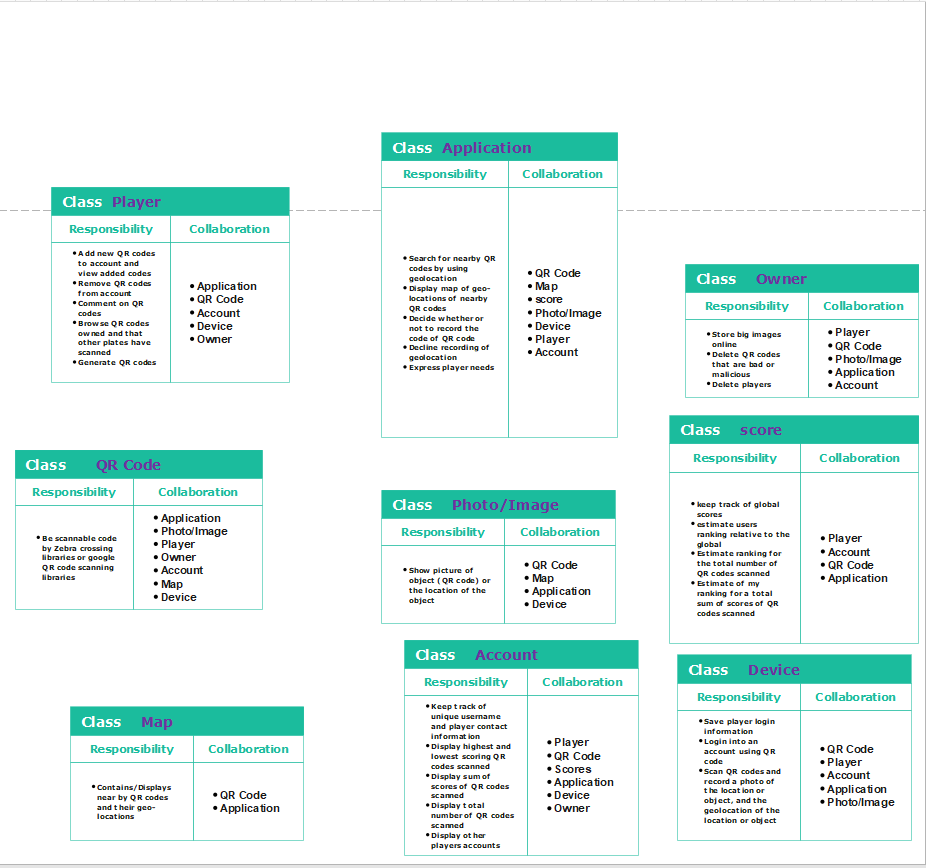 Class Application
Responsibility Collaboration
• Search for nearby QR
codes by using
geolocation
• Display map of geo-
locations of nearby
QR codes
• Decide whether or
not to record the
code of QR code
• Decline recording of
geolocation
• Express player needs
• QR Code
• Map
• score
• Photo/Image
• Device
• Player
• Account
Class Player
Responsibility Collaboration
• Add new QR codes
to account and
view added codes
• Remove QR codes
from account
• Comment on QR
codes
• Browse QR codes
owned and that
other plates have
scanned
• Generate QR codes
• Application
• QR Code
• Account
• Device
• Owner
Class Owner
Responsibility Collaboration
• Store big images
online
• Delete QR codes
that are bad or
malicious
• Delete players
• Player
• QR Code
• Photo/Image
• Application
• Account
Class score
Responsibility Collaboration
• keep track of global
scores
• estimate users
ranking relative to the
global
• Estimate ranking for
the total number of
QR codes scanned
• Estimate of my
ranking for a total
sum of scores of QR
codes scanned
• Player
• Account
• QR Code
• Application
Class QR Code
Responsibility Collaboration
• Be scannable code
by Zebra crossing
libraries or google
QR code scanning
libraries
• Application
• Photo/Image
• Player
• Owner
• Account
• Map
• Device
Class Photo/Image
Responsibility Collaboration
• Show picture of
object (QR code) or
the location of the
object
• QR Code
• Map
• Application
• Device
Class Account
Responsibility Collaboration
• Keep track of
unique username
and player contact
information
• Display highest and
lowest scoring QR
codes scanned
• Display sum of
scores of QR codes
scanned
• Display total
number of QR codes
scanned
• Display other
players accounts
• Player
• QR Code
• Scores
• Application
• Device
• Owner
Class Device
Responsibility Collaboration
• Save player login
information
• Login into an
account using QR
code
• Scan QR codes and
record a photo of
the location or
object, and the
geolocation of the
location or object
• QR Code
• Player
• Account
• Application
• Photo/Image
Class Map
Responsibility Collaboration
• Contains/Displays
near by QR codes
and their geo-
locations
• QR Code
• Application